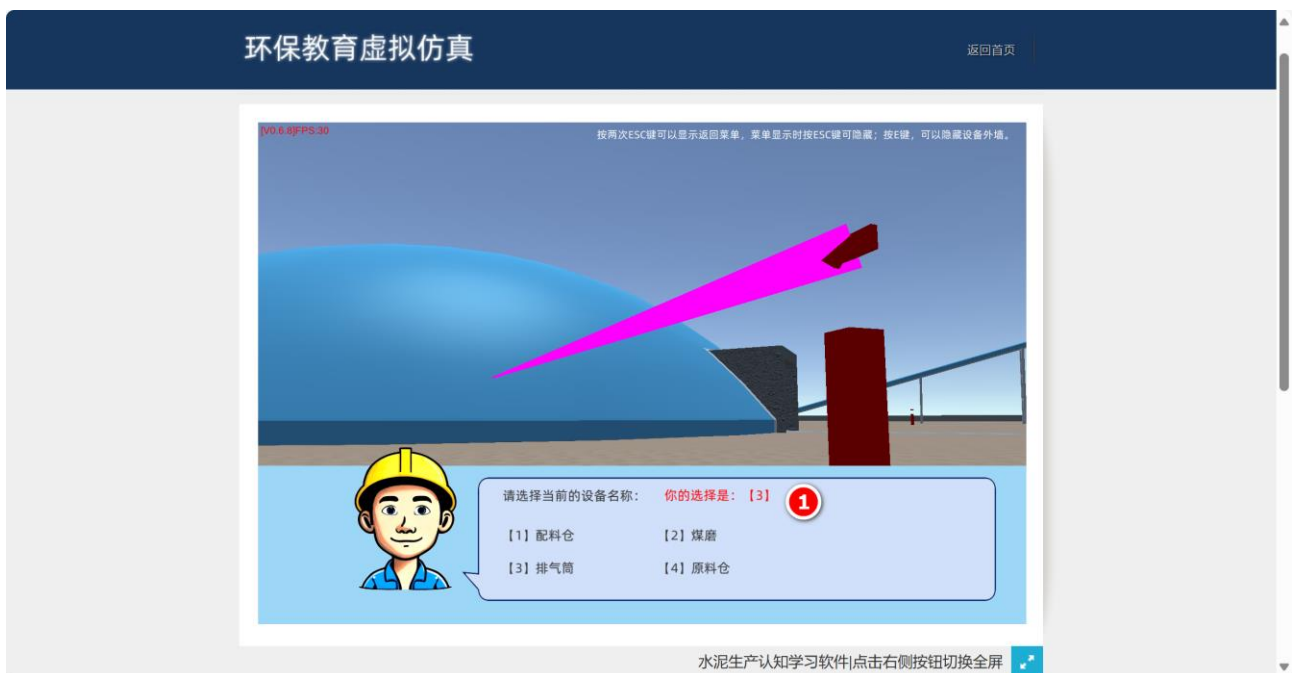 环保教育虚拟仿真
返回首页
[V0.6.8]FPS:30
按两次ESC键可以显示返回菜单，菜单显示时按ESC键可隐藏；按E键，可以隐藏设备外墙。
请选择当前的设备名称： 你的选择是：【3】 1
【1】配料仓 【2】煤磨
【3】排气筒 【4】原料仓
水泥生产认知学习软件|点击右侧按钮切换全屏